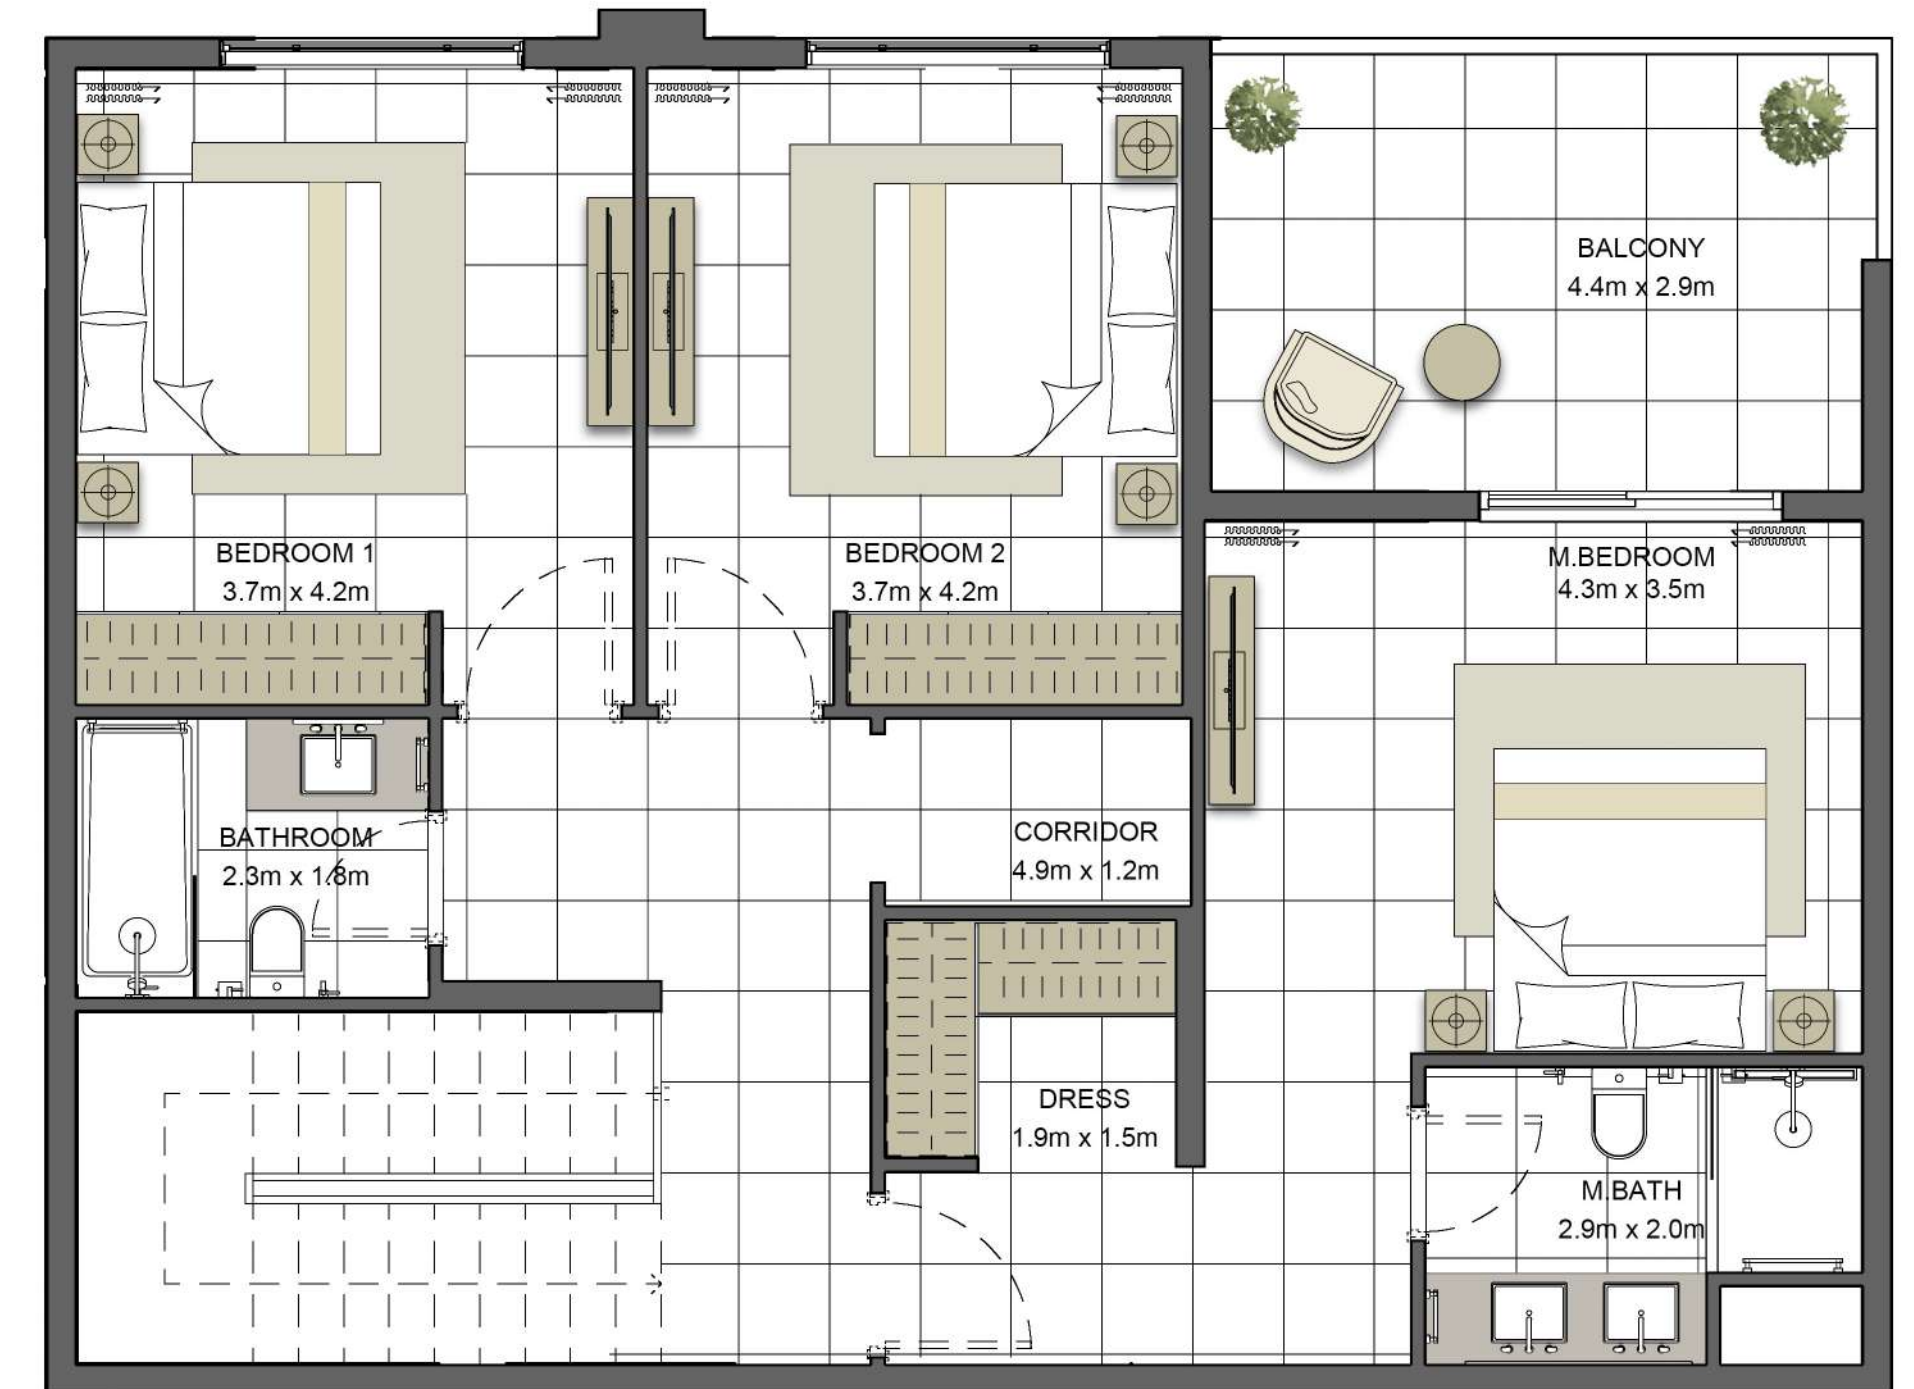 BALCONY
4.4m x 2.9m
BEDROOM 1
3.7m x 4.2m
BEDROOM 2
3.7m x 4.2m
M.BEDROOM
4.3m x 3.5m
BATHROOM
2.3m x 1.8m
CORRIDOR
4.9m x 1.2m
DRESS
1.9m x 1.5m
M.BATH
2.9m x 2.0m